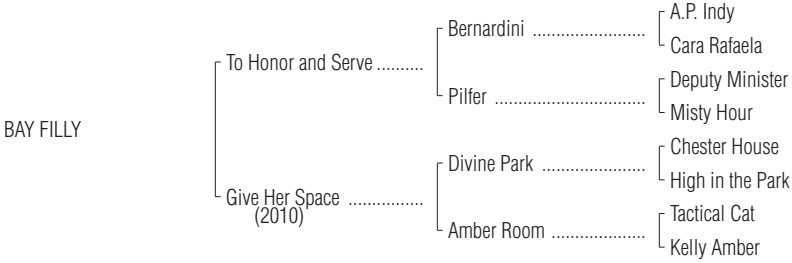 A.P. Indy
Bernardini ........................
Cara Rafaela
To Honor and Serve ..........
Deputy Minister
Pilfer ................................
Misty Hour
BAY FILLY
Chester House
Divine Park ......................
High in the Park
Give Her Space ................
(2010)
Tactical Cat
Amber Room ....................
Kelly Amber